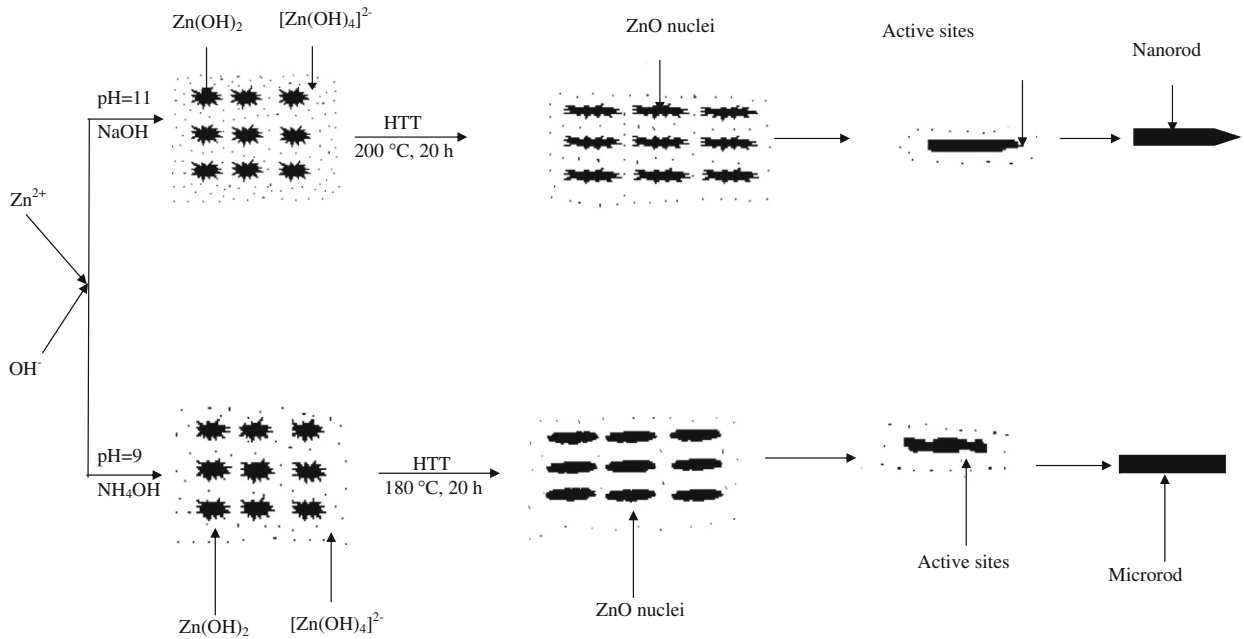 Zn(OH)₂
[Zn(OH)₄]²⁻
ZnO nuclei
Active sites
Nanorod
pH=11
NaOH
HTT
200 °C, 20 h
Zn²⁺
OH⁻
pH=9
NH₄OH
HTT
180 °C, 20 h
Zn(OH)₂
[Zn(OH)₄]²⁻
ZnO nuclei
Active sites
Microrod